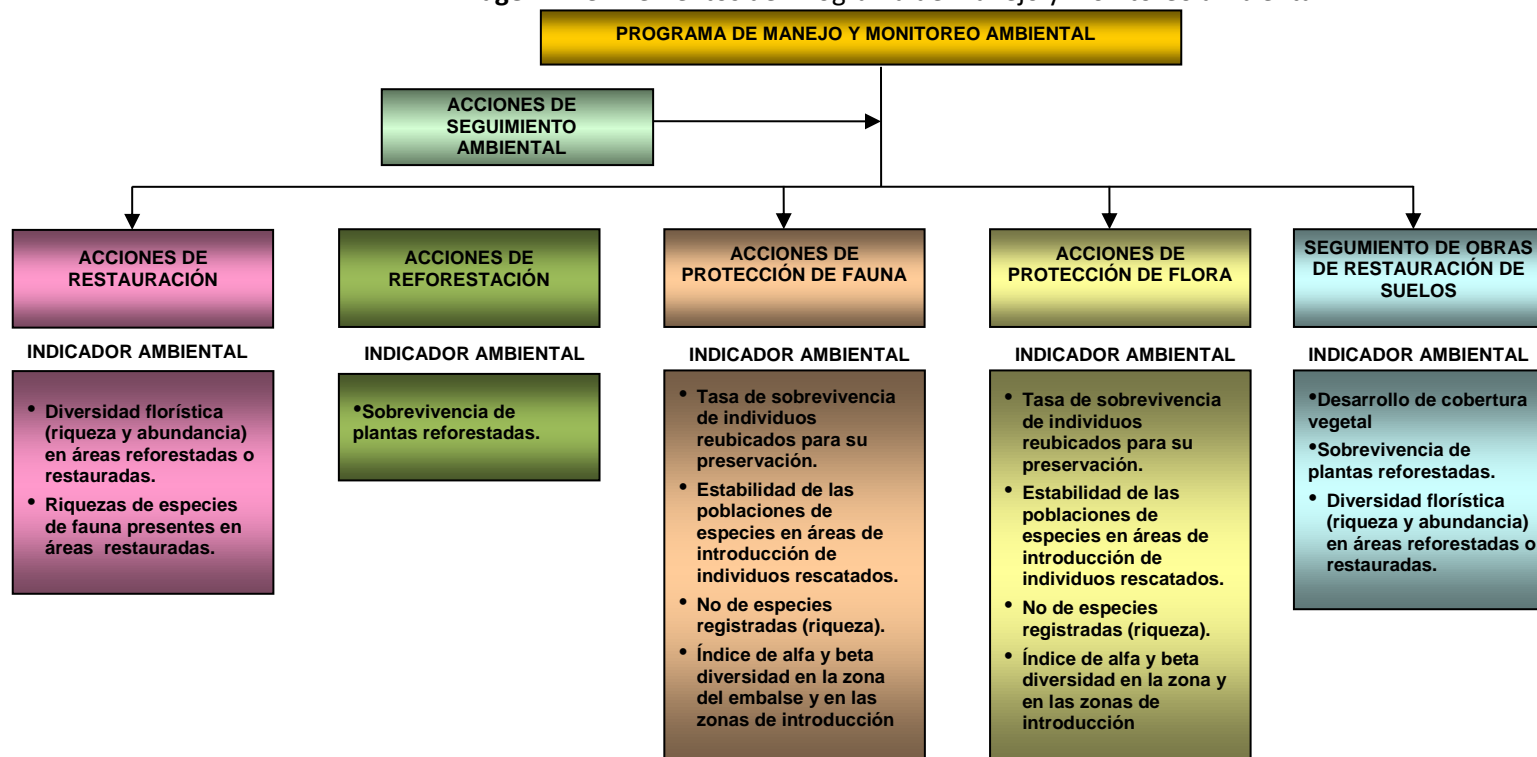 PROGRAMA DE MANEJO Y MONITOREO AMBIENTAL
ACCIONES DE
SEGUIMIENTO
AMBIENTAL
ACCIONES DE
RESTAURACIÓN
INDICADOR AMBIENTAL
• Diversidad florística
(riqueza y abundancia)
en áreas reforestadas o
restauradas.
• Riquezas de especies
de fauna presentes en
áreas restauradas.
ACCIONES DE
REFORESTACIÓN
INDICADOR AMBIENTAL
•Sobrevivencia de
plantas reforestadas.
ACCIONES DE
PROTECCIÓN DE FAUNA
INDICADOR AMBIENTAL
• Tasa de sobrevivencia
de individuos
reubicados para su
preservación.
• Estabilidad de las
poblaciones de
especies en áreas de
introducción de
individuos rescatados.
• No de especies
registradas (riqueza).
• Índice de alfa y beta
diversidad en la zona
del embalse y en las
zonas de introducción
ACCIONES DE
PROTECCIÓN DE FLORA
INDICADOR AMBIENTAL
• Tasa de sobrevivencia
de individuos
reubicados para su
preservación.
• Estabilidad de las
poblaciones de
especies en áreas de
introducción de
individuos rescatados.
• No de especies
registradas (riqueza).
• Índice de alfa y beta
diversidad en la zona y
en las zonas de
introducción
SEGUMIENTO DE OBRAS
DE RESTAURACIÓN DE
SUELOS
INDICADOR AMBIENTAL
•Desarrollo de cobertura
vegetal
•Sobrevivencia de
plantas reforestadas.
• Diversidad florística
(riqueza y abundancia)
en áreas reforestadas o
restauradas.